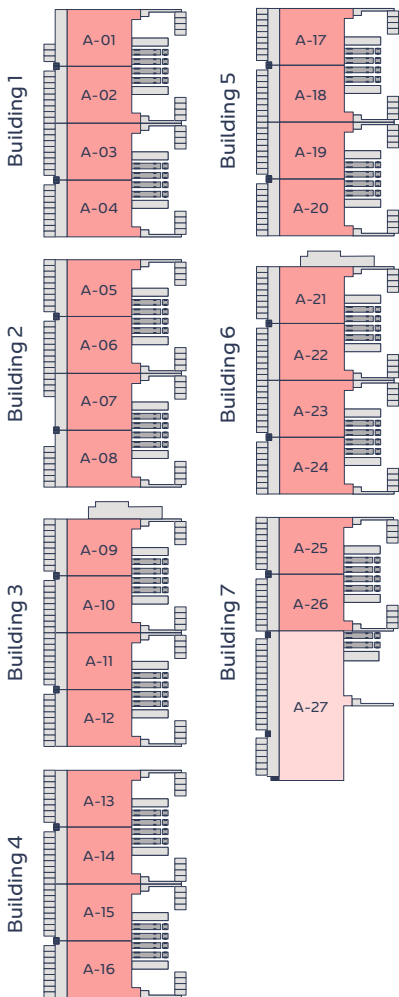 Building 1
A-01
A-02
A-03
A-04
Building 2
A-05
A-06
A-07
A-08
Building 3
A-09
A-10
A-11
A-12
Building 4
A-13
A-14
A-15
A-16
Building 5
A-17
A-18
A-19
A-20
Building 6
A-21
A-22
A-23
A-24
Building 7
A-25
A-26
A-27